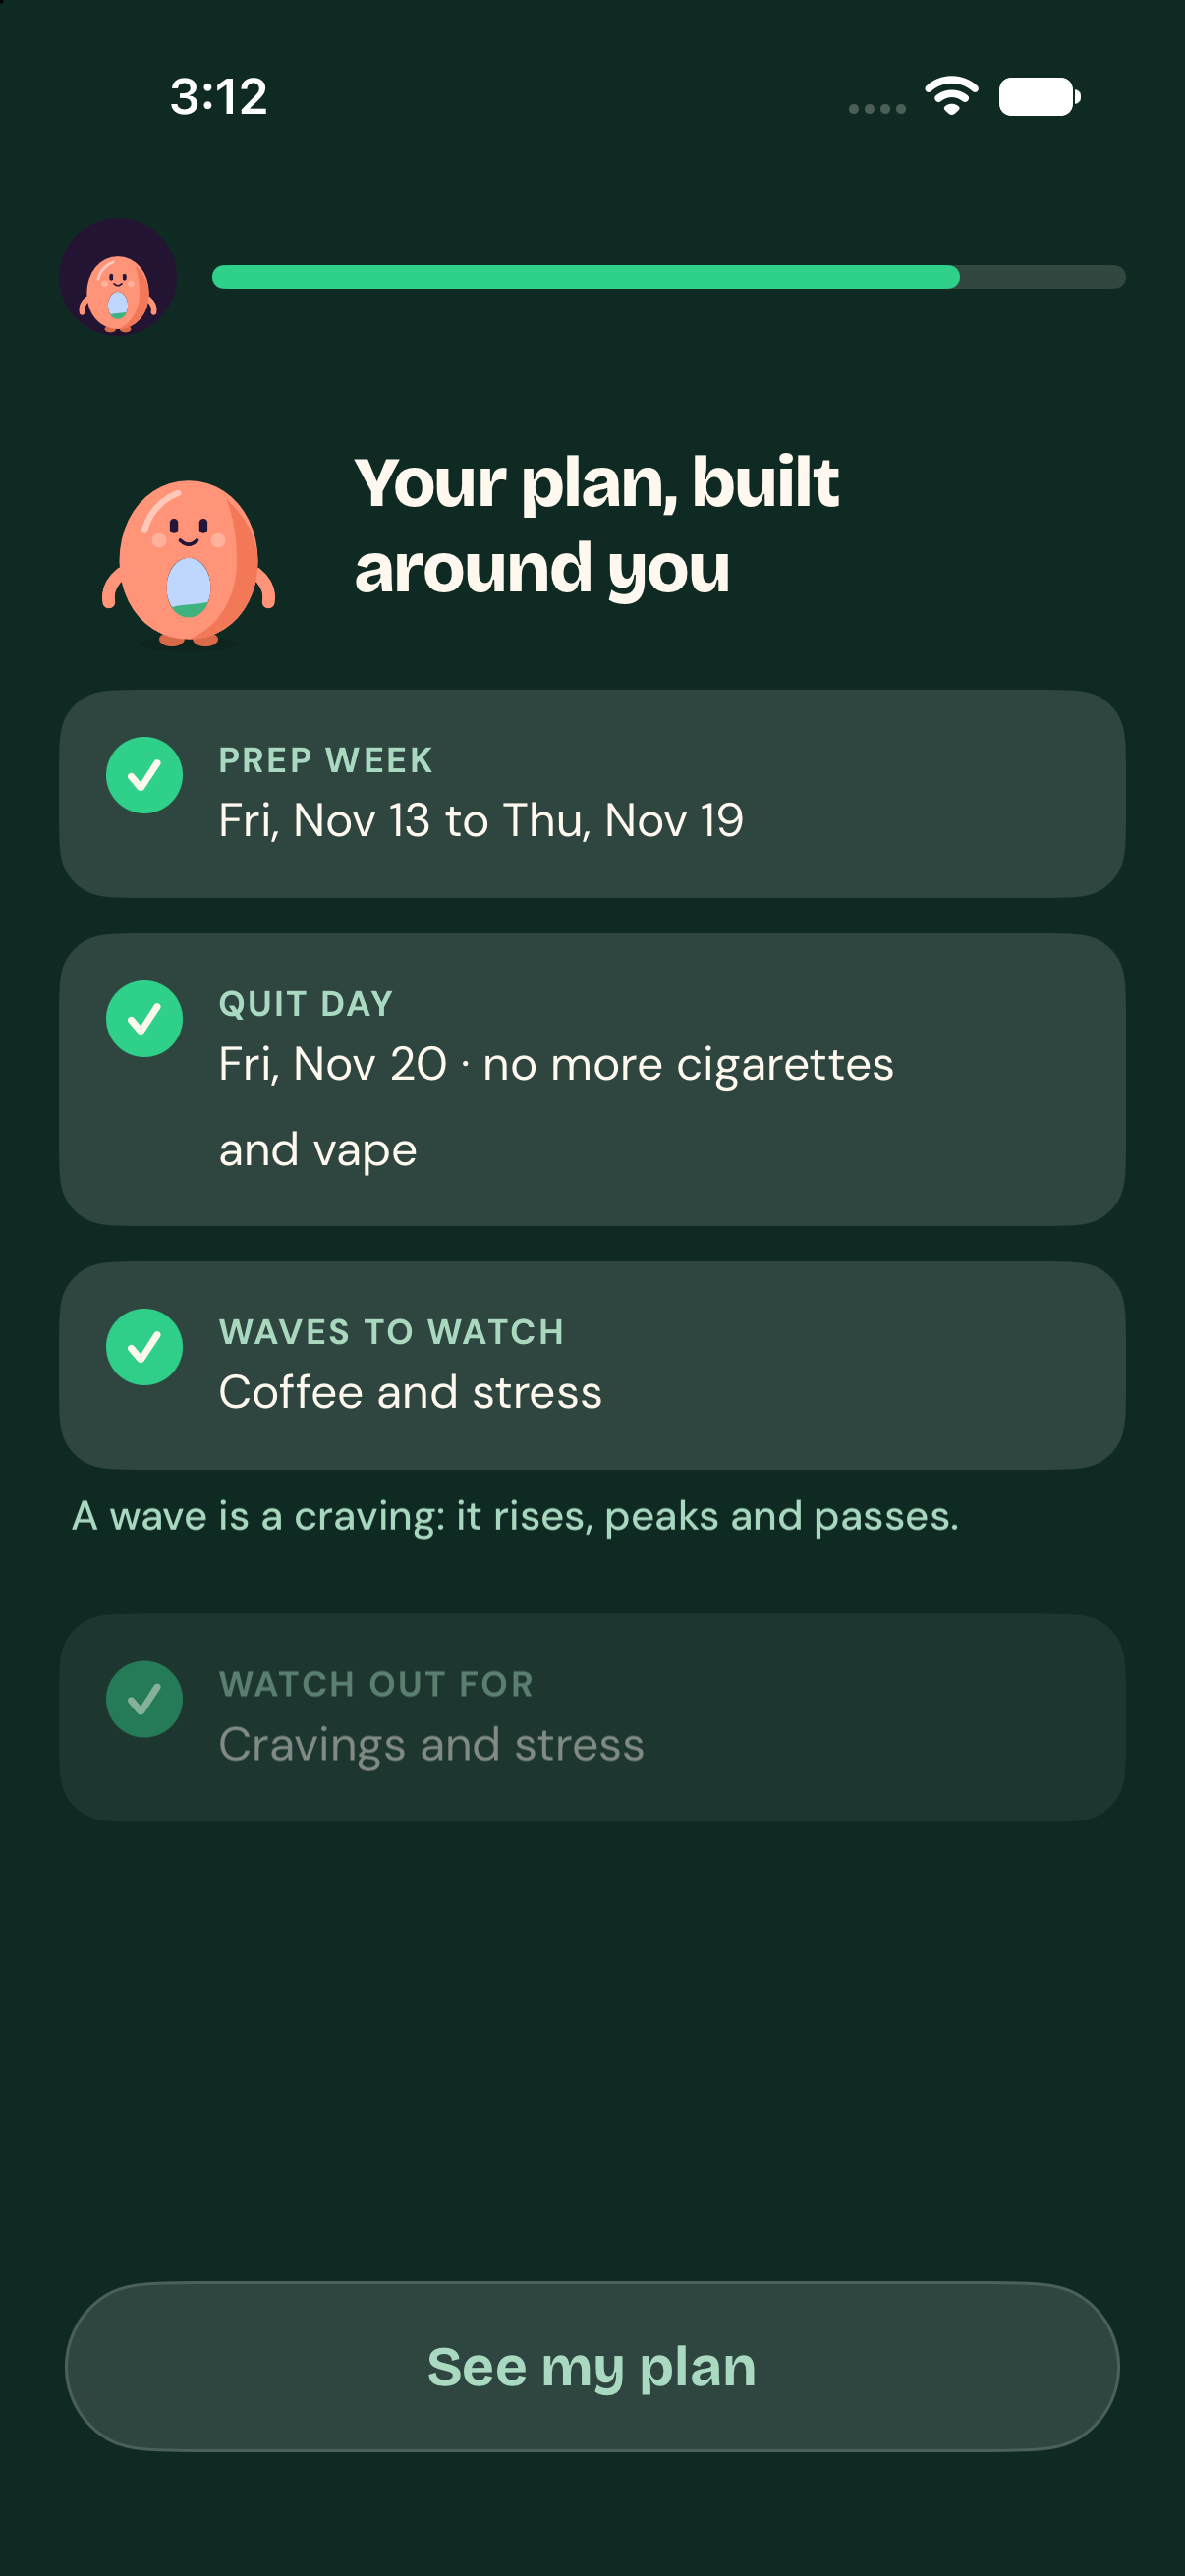 3:12
Your plan, built
around you
PREP WEEK
Fri, Nov 13 to Thu, Nov 19
QUIT DAY
Fri, Nov 20 · no more cigarettes
and vape
WAVES TO WATCH
Coffee and stress
A wave is a craving: it rises, peaks and passes.
WATCH OUT FOR
Cravings and stress
See my plan